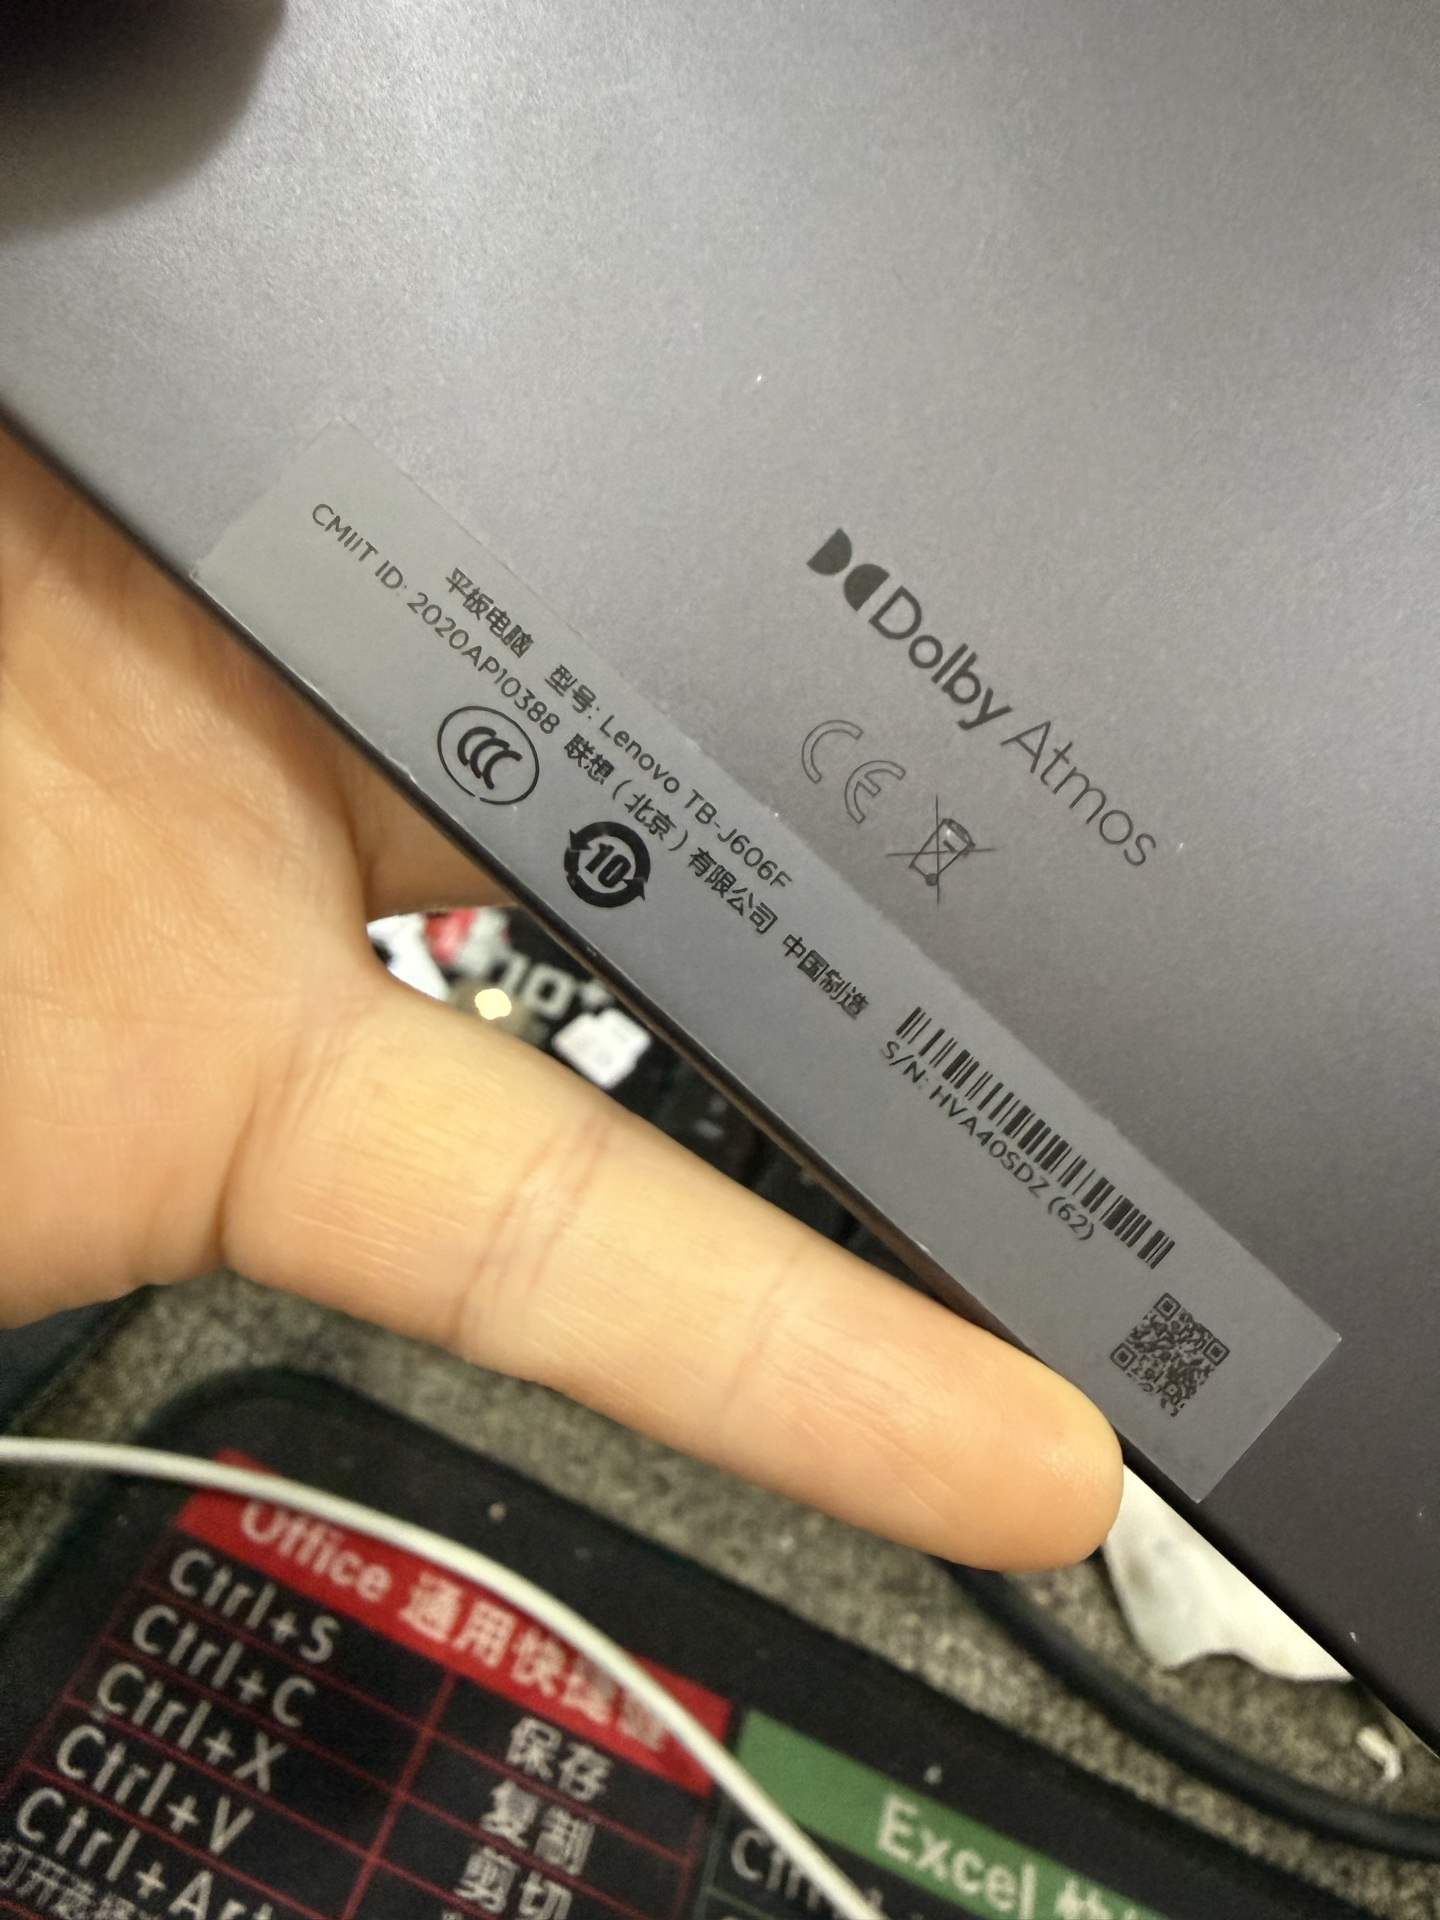 Dolby Atmos
CE
平板电脑 型号: Lenovo TB-J606F
CMIIT ID: 2020AP10388 联想（北京）有限公司 中国制造
10
S/N: HVA40SDZ (62)
Office 通用快捷键
Ctrl+S 保存
Ctrl+C 复制
Ctrl+X 剪切
Ctrl+V
Excel